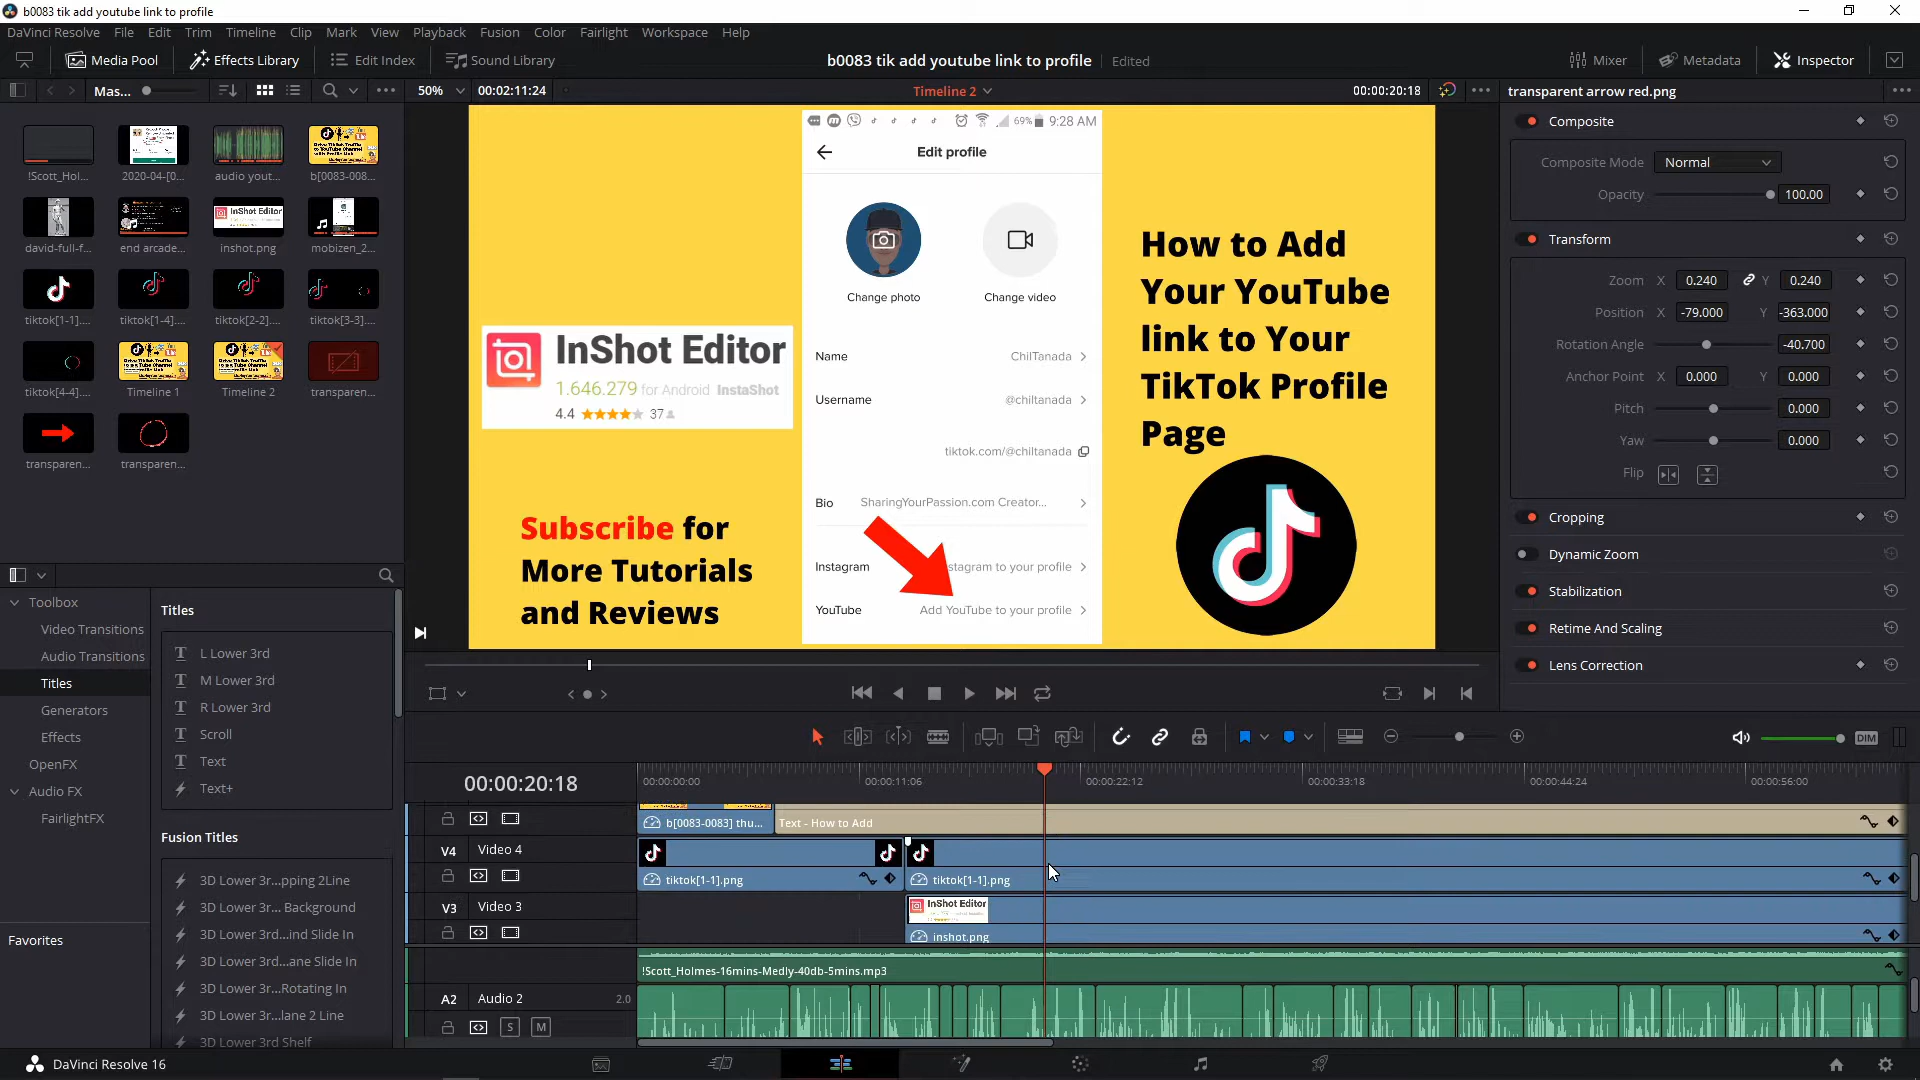 b0083 tik add youtube link to profile
DaVinci Resolve File Edit Trim Timeline Clip Mark View Playback Fusion Color Fairlight Workspace Help
Media Pool Effects Library Edit Index Sound Library b0083 tik add youtube link to profile Edited Mixer Metadata Inspector
Mas... 50% 00:02:11:24 Timeline 2 00:00:20:18 transparent arrow red.png
!Scott_Hol... 2020-04-[0... audio yout... b[0083-008...
david-full-f... end arcade... inshot.png mobizen_2...
tiktok[1-1].... tiktok[1-4].... tiktok[2-2].... tiktok[3-3]....
tiktok[4-4].... Timeline 1 Timeline 2 transparen...
transparen... transparen...
69% 9:28 AM
Edit profile
Change photo Change video
Name ChilTanada
Username @chiltanada
tiktok.com/@chiltanada
Bio SharingYourPassion.com Creator...
Instagram stagram to your profile
YouTube Add YouTube to your profile
InShot Editor
1.646.279 for Android InstaShot
4.4 37
Subscribe for
More Tutorials
and Reviews
How to Add
Your YouTube
link to Your
TikTok Profile
Page
Composite
Composite Mode Normal
Opacity 100.00
Transform
Zoom X 0.240 Y 0.240
Position X -79.000 Y -363.000
Rotation Angle -40.700
Anchor Point X 0.000 Y 0.000
Pitch 0.000
Yaw 0.000
Flip
Cropping
Dynamic Zoom
Stabilization
Retime And Scaling
Lens Correction
Toolbox
Video Transitions
Audio Transitions
Titles
Generators
Effects
OpenFX
Audio FX
FairlightFX
Favorites
Titles
L Lower 3rd
M Lower 3rd
R Lower 3rd
Scroll
Text
Text+
Fusion Titles
3D Lower 3r...pping 2Line
3D Lower 3r... Background
3D Lower 3rd...ind Slide In
3D Lower 3rd...ane Slide In
3D Lower 3r...Rotating In
3D Lower 3r...lane 2 Line
3D Lower 3rd Shelf
DIM
00:00:20:18 00:00:00:00 00:00:11:06 00:00:22:12 00:00:33:18 00:00:44:24 00:00:56:00
b[0083-0083] thu... Text - How to Add
V4 Video 4
tiktok[1-1].png tiktok[1-1].png
V3 Video 3 InShot Editor
inshot.png
!Scott_Holmes-16mins-Medly-40db-5mins.mp3
A2 Audio 2 2.0
S M
DaVinci Resolve 16